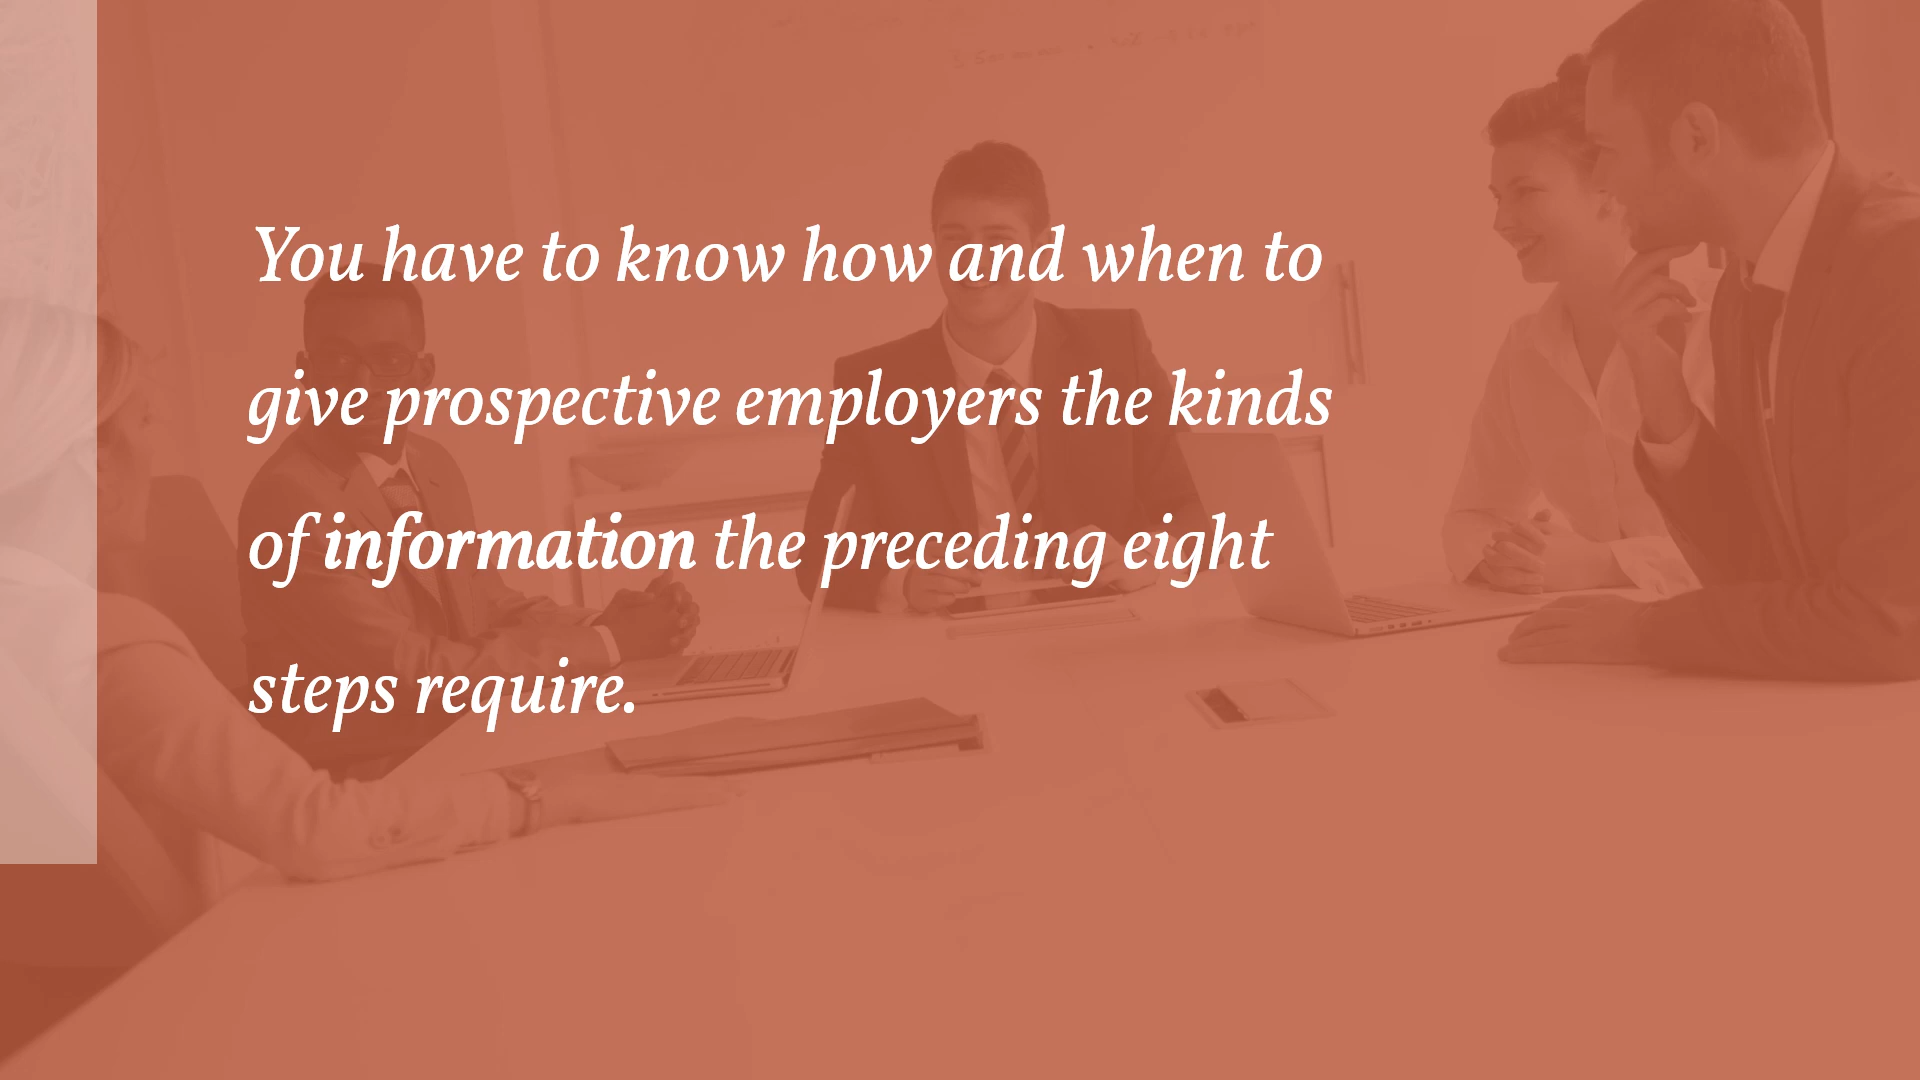 You have to know how and when to
give prospective employers the kinds
of information the preceding eight
steps require.